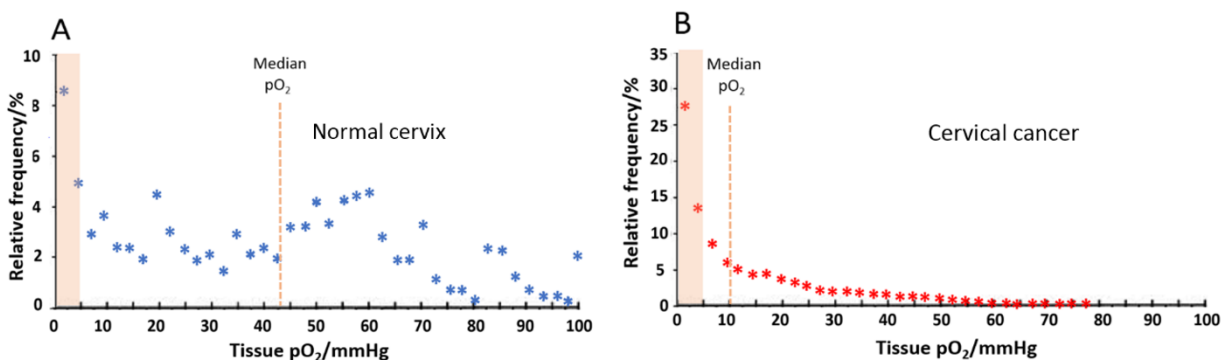 A
10
8
6
4
2
0
Relative frequency/%
Median
pO₂
Normal cervix
0 10 20 30 40 50 60 70 80 90 100
Tissue pO₂/mmHg
B
35
30
25
20
15
10
5
0
Relative frequency/%
Median
pO₂
Cervical cancer
0 10 20 30 40 50 60 70 80 90 100
Tissue pO₂/mmHg